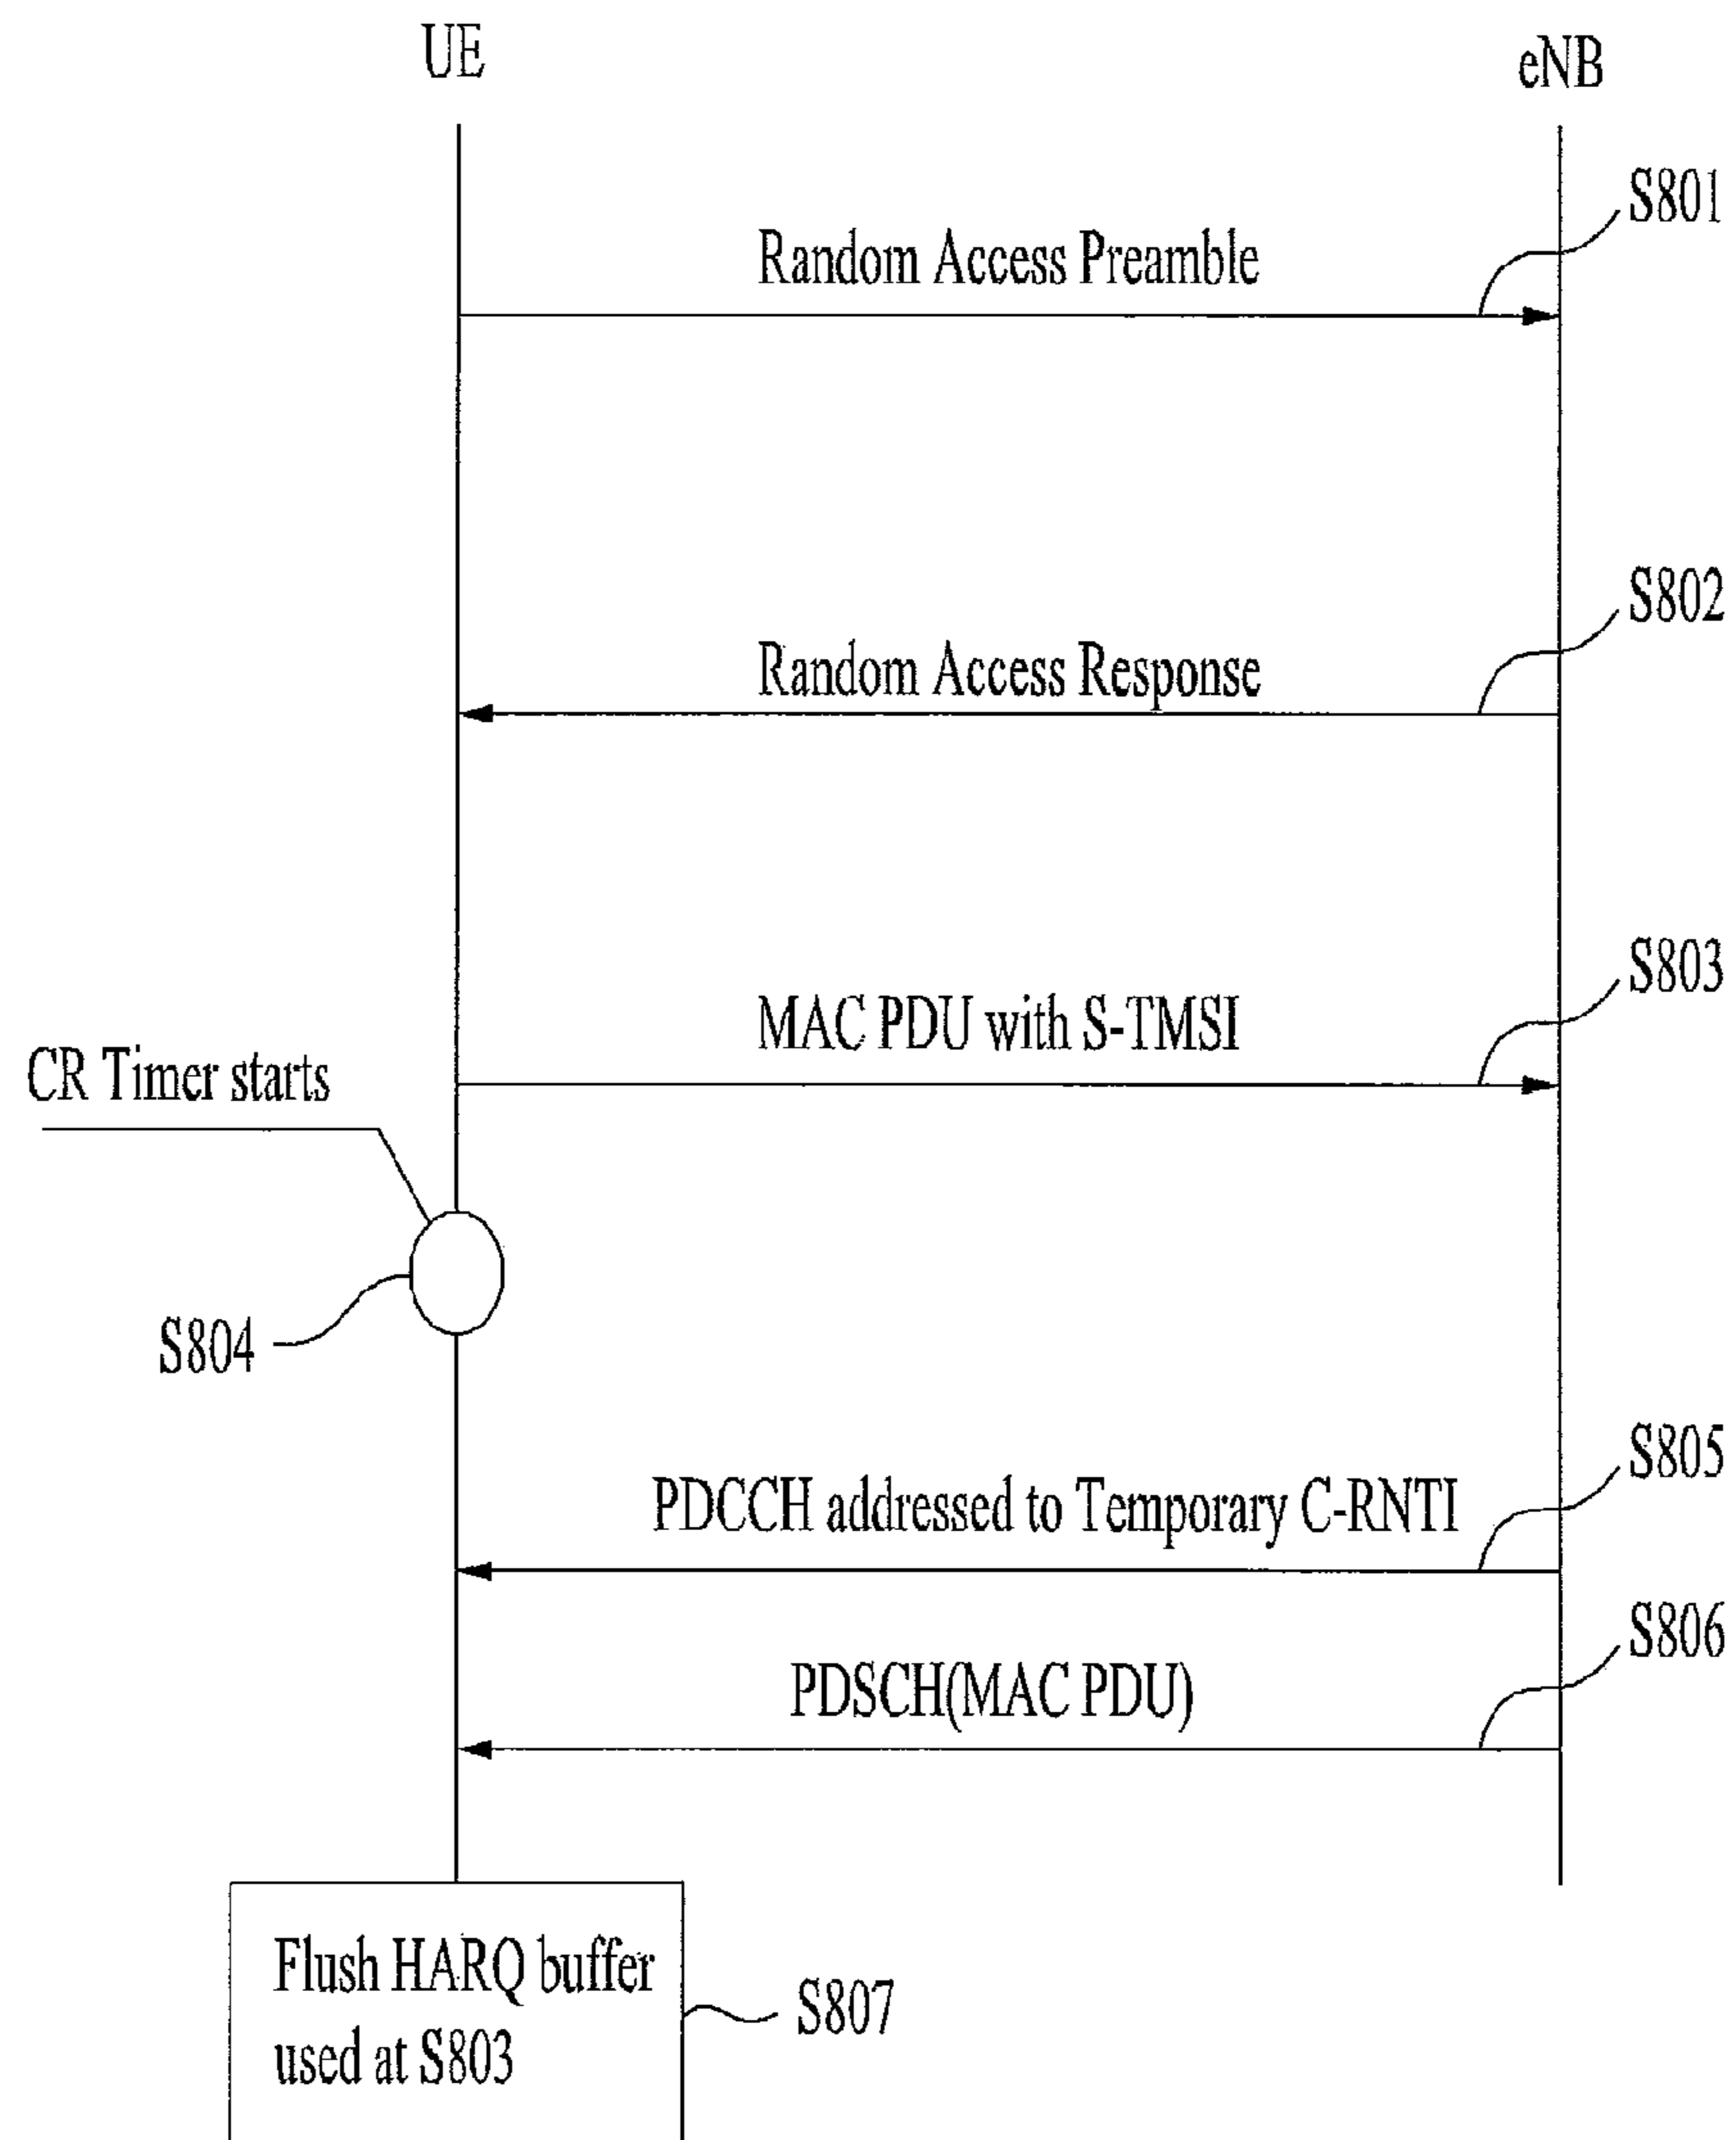 UE
eNB
S801
Random Access Preamble
S802
Random Access Response
S803
MAC PDU with S-TMSI
CR Timer starts
S804
S805
PDCCH addressed to Temporary C-RNTI
S806
PDSCH(MAC PDU)
Flush HARQ buffer
used at S803
S807